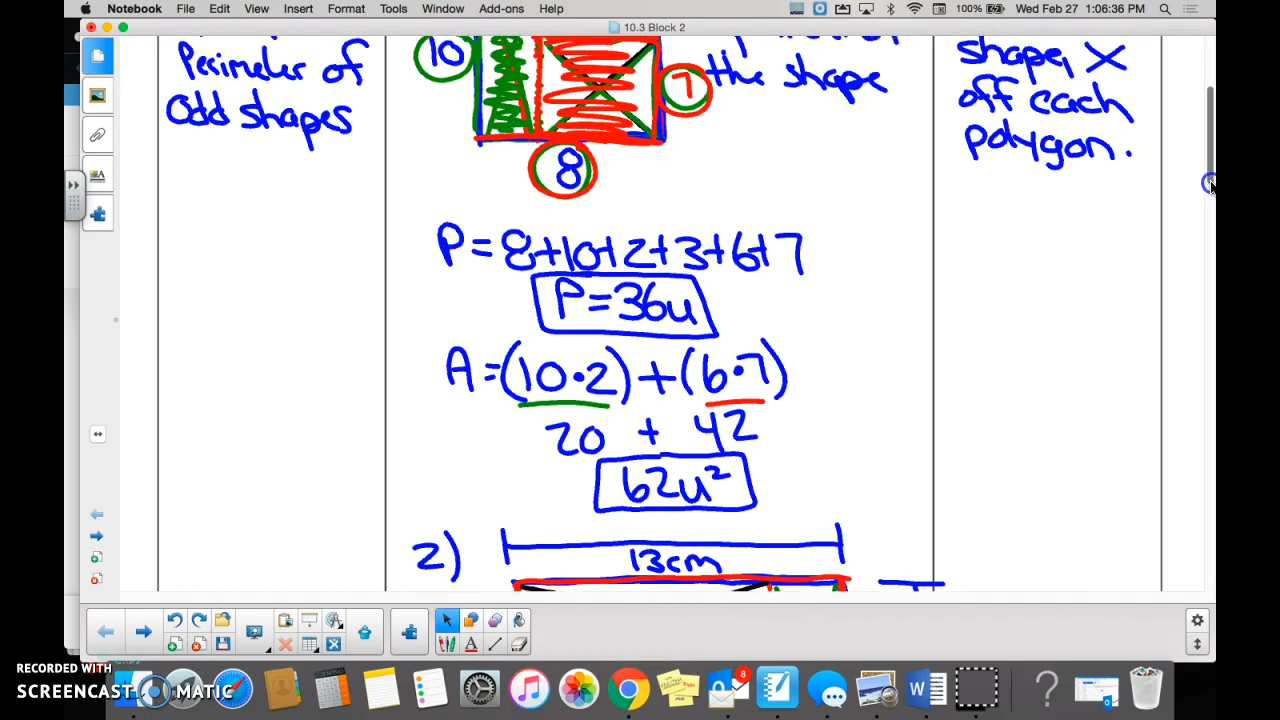 Notebook File Edit View Insert Format Tools Window Add-ons Help 100% Wed Feb 27 1:06:36 PM
10.3 Block 2
Perimeter of
Odd shapes
10
7
8
the shape
shape, X
off each
polygon.
P=8+10+2+3+6+7
P=36u
A=(10•2)+(6•7)
20 + 42
62u²
2)
13cm
RECORDED WITH
SCREENCAST MATIC
8
W